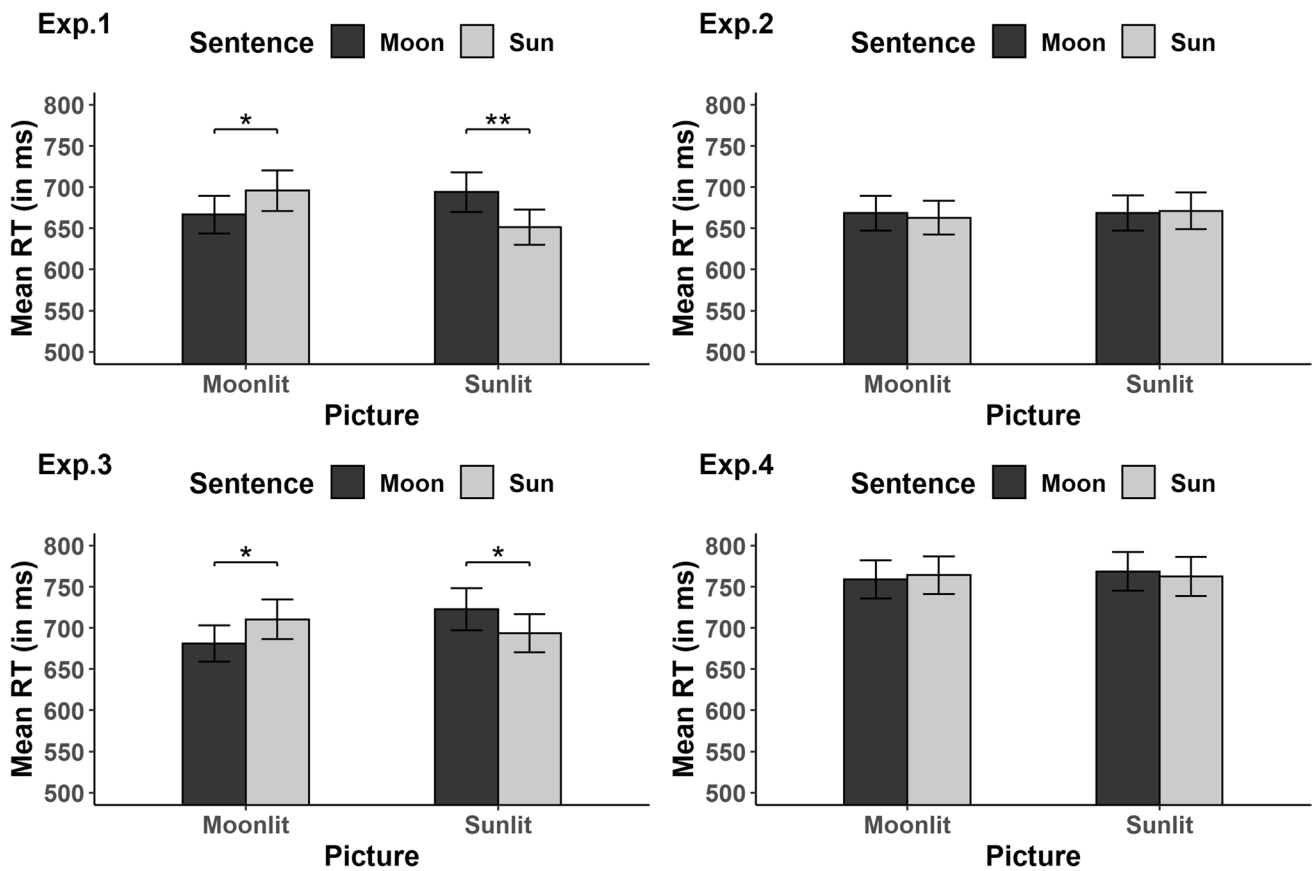 Exp.1
Sentence Moon Sun
Mean RT (in ms)
800
750
700
650
600
550
500
*
**
Moonlit Sunlit
Picture
Exp.2
Sentence Moon Sun
Mean RT (in ms)
800
750
700
650
600
550
500
Moonlit Sunlit
Picture
Exp.3
Sentence Moon Sun
Mean RT (in ms)
800
750
700
650
600
550
500
*
*
Moonlit Sunlit
Picture
Exp.4
Sentence Moon Sun
Mean RT (in ms)
800
750
700
650
600
550
500
Moonlit Sunlit
Picture